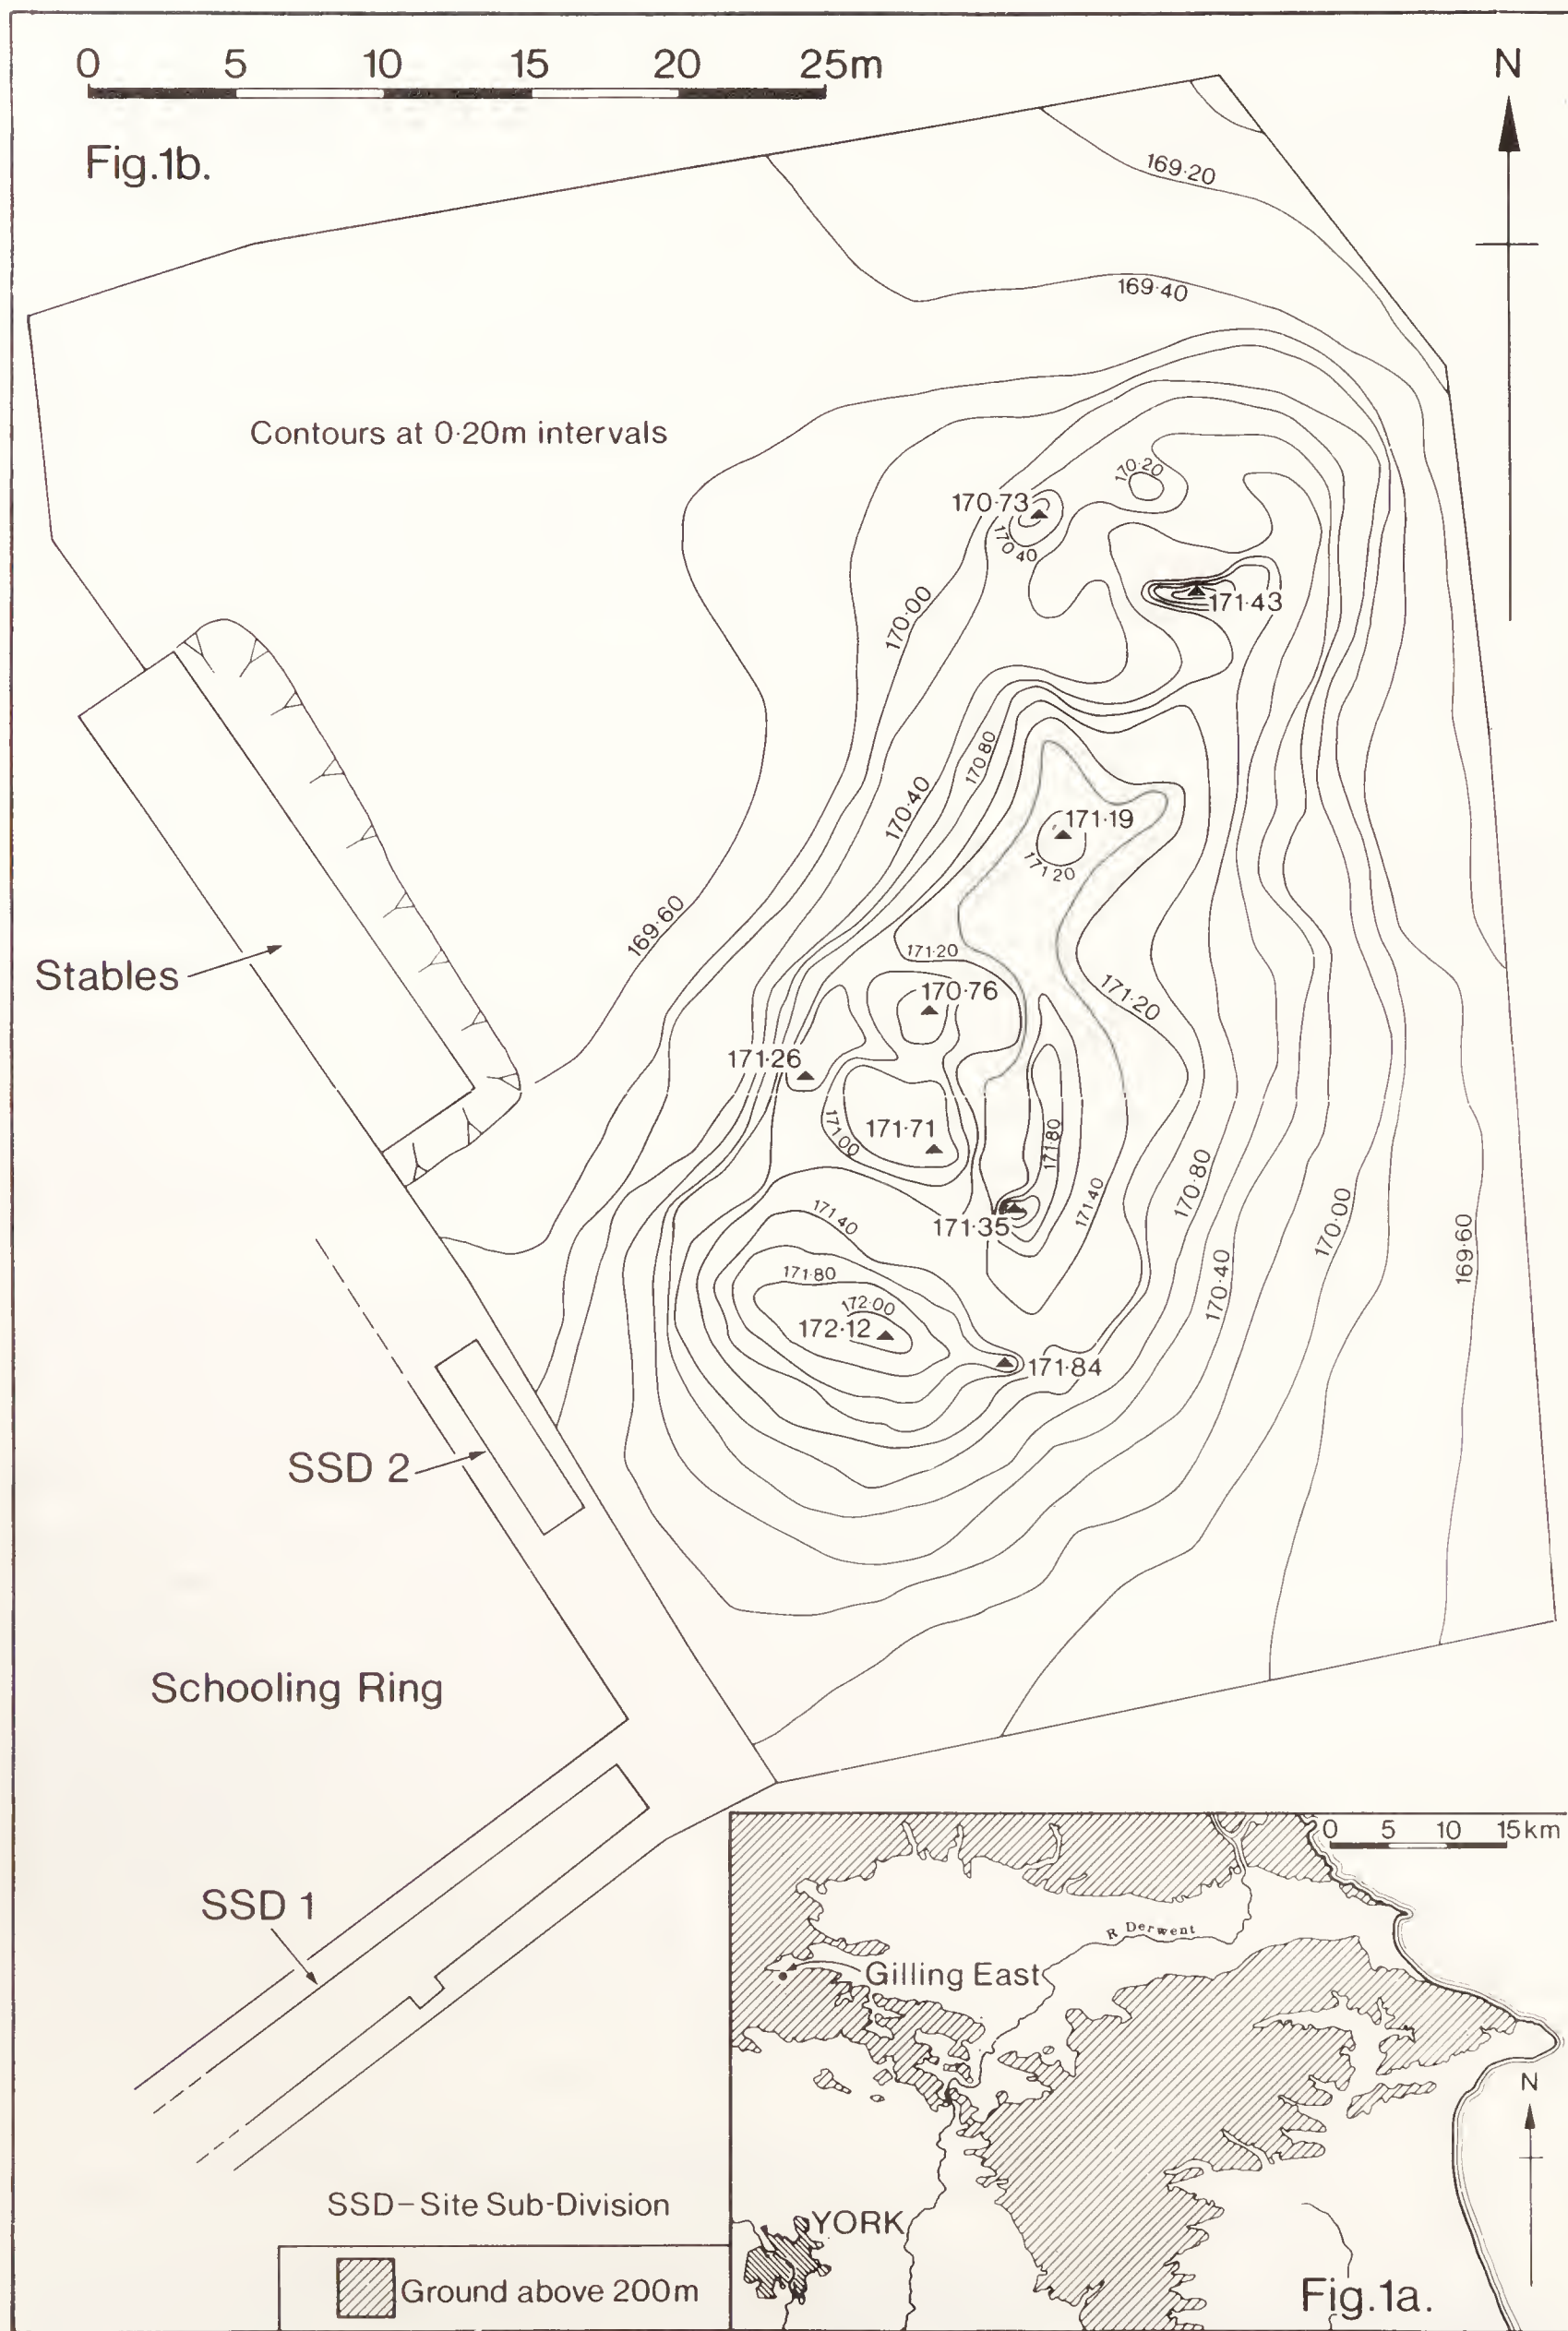 0 5 10 15 20 25m
N
Fig.1b.
169·20
169·40
Contours at 0·20m intervals
170·20
170·73
170 40
171·43
170·00
170 80
170·40
171·19
171 20
169·60
171·20
Stables
170·76
171·20
171·26
171·71
171 00
171·80
170·80
171·35
171·40
171 40
170·00
169·60
170·40
171·80
172·00
172·12
171·84
SSD 2
Schooling Ring
0 5 10 15km
SSD 1
R Derwent
Gilling East
N
SSD–Site Sub-Division
YORK
Ground above 200m
Fig.1a.